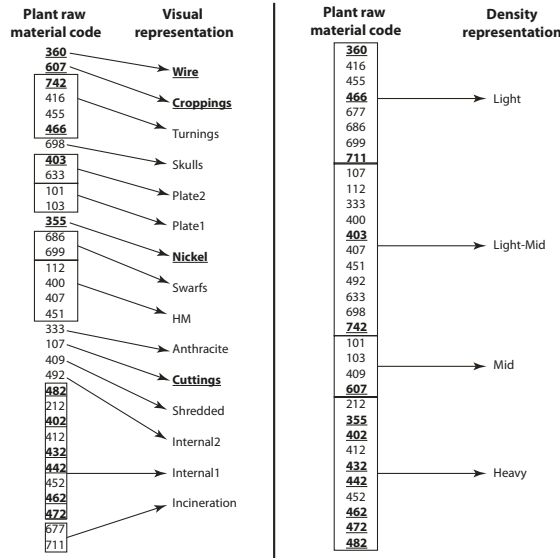 Plant raw
material code
Visual
representation
360
607
742
416
455
466
698
403
633
101
103
355
686
699
112
400
407
451
333
107
409
492
482
212
402
412
432
442
452
462
472
677
711
Wire
Croppings
Turnings
Skulls
Plate2
Plate1
Nickel
Swarfs
HM
Anthracite
Cuttings
Shredded
Internal2
Internal1
Incineration
Plant raw
material code
Density
representation
360
416
455
466
677
686
699
711
107
112
333
400
403
407
451
492
633
698
742
101
103
409
607
212
355
402
412
432
442
452
462
472
482
Light
Light-Mid
Mid
Heavy